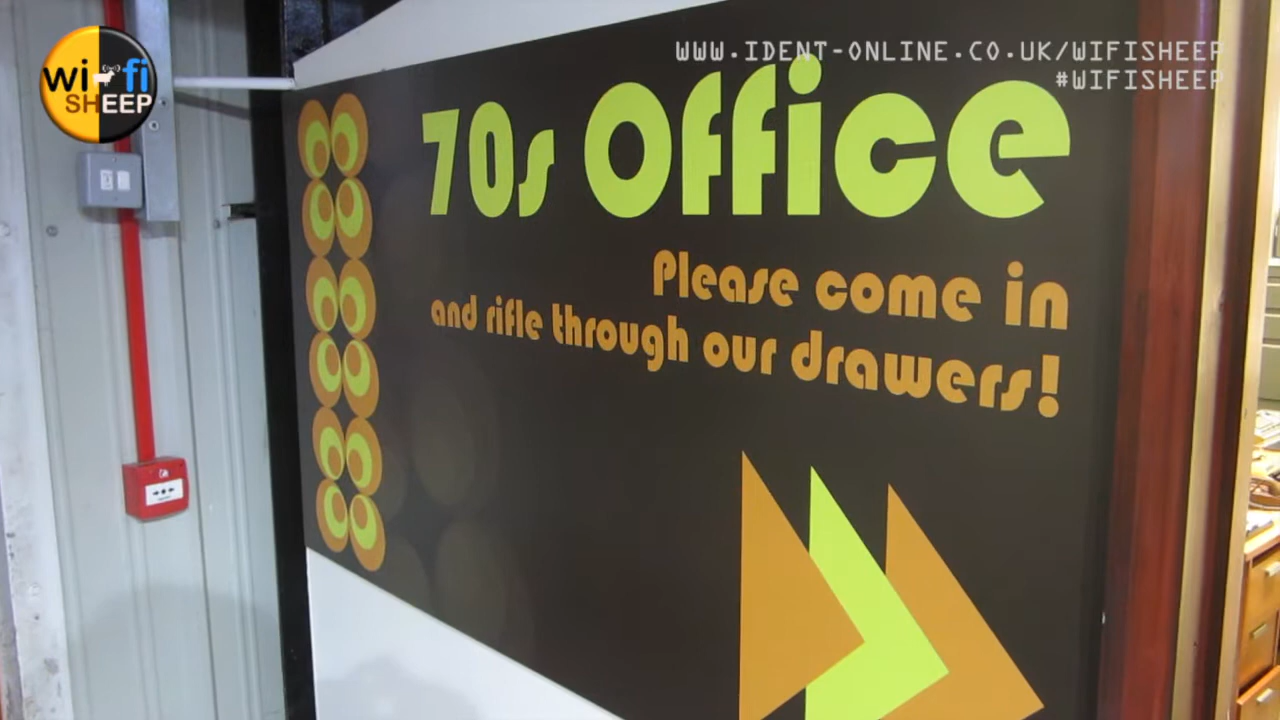 wi-fi
SHEEP
WWW.IDENT-ONLINE.CO.UK/WIFISHEEP
#WIFISHEEP
70s Office
Please come in
and rifle through our drawers!